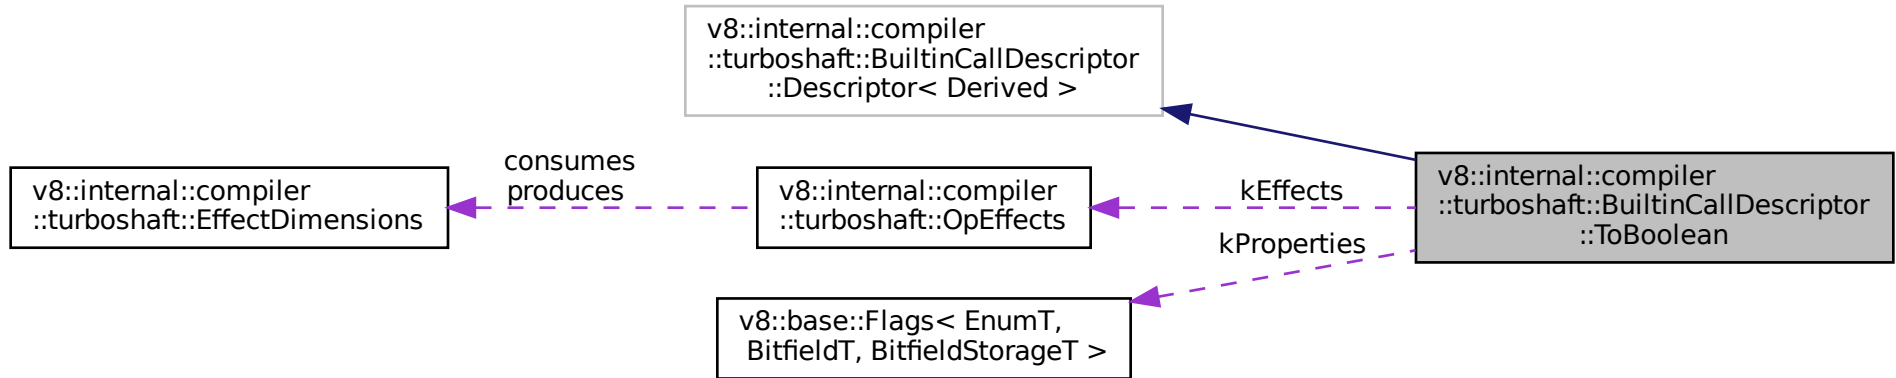 v8::internal::compiler
::turboshaft::BuiltinCallDescriptor
::Descriptor< Derived >
v8::internal::compiler
::turboshaft::EffectDimensions
consumes
produces
v8::internal::compiler
::turboshaft::OpEffects
kEffects
kProperties
v8::internal::compiler
::turboshaft::BuiltinCallDescriptor
::ToBoolean
v8::base::Flags< EnumT,
BitfieldT, BitfieldStorageT >